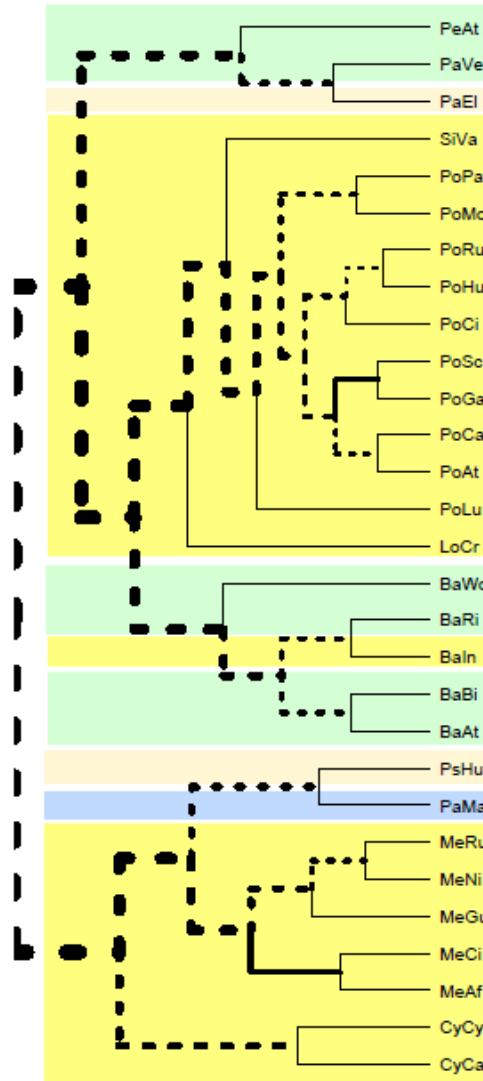 PeAt
PaVe
PaEl
SiVa
PoPa
PoMo
PoRu
PoHu
PoCi
PoSc
PoGa
PoCa
PoAt
PoLu
LoCr
BaWo
BaRi
BaIn
BaBi
BaAt
PsHu
PaMa
MeRu
MeNi
MeGu
MeCi
MeAf
CyCy
CyCa